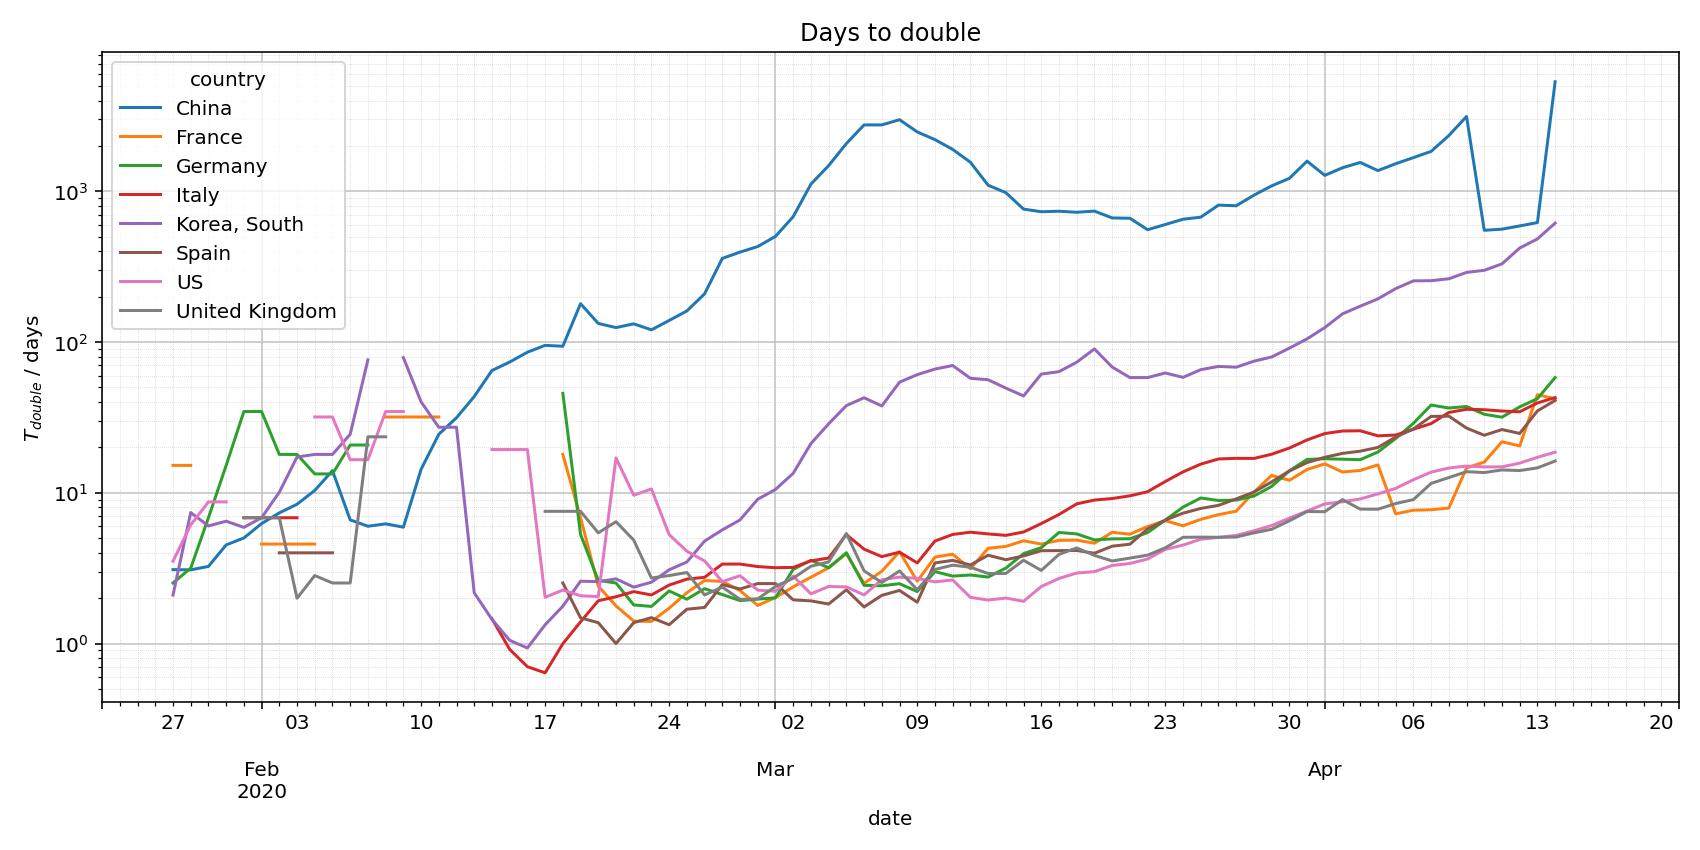 Days to double
country
China
France
Germany
Italy
Korea, South
Spain
US
United Kingdom
10³
10²
10¹
10⁰
T_double / days
27 03 10 17 24 02 09 16 23 30 06 13 20
Feb Mar Apr
2020
date